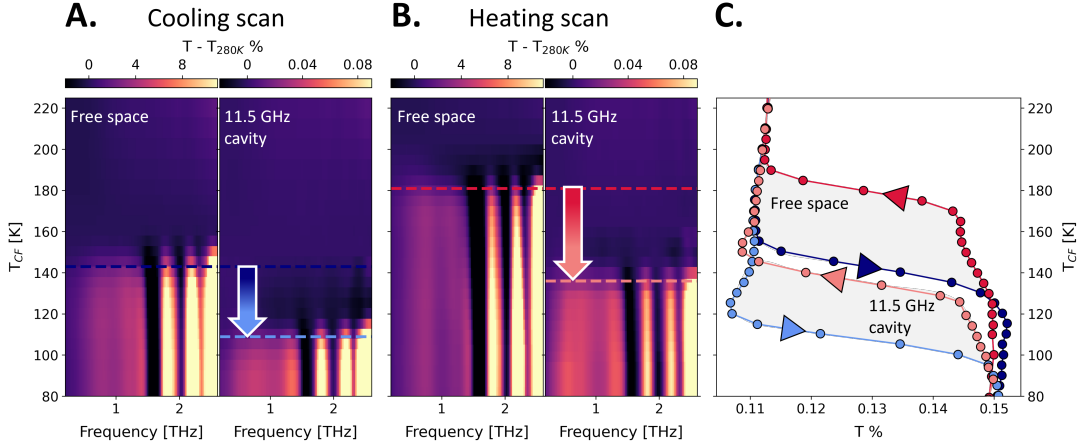 A. Cooling scan
B. Heating scan
C.
T - T280K %
T - T280K %
0 4 8
0 0.04 0.08
0 4 8
0 0.04 0.08
Free space
11.5 GHz
cavity
Free space
11.5 GHz
cavity
220
200
180
160
140
120
100
80
TCF [K]
1 2
1 2
1 2
1 2
Frequency [THz]
Frequency [THz]
Frequency [THz]
Frequency [THz]
Free space
11.5 GHz
cavity
220
200
180
160
140
120
100
80
TCF [K]
0.11 0.12 0.13 0.14 0.15
T %